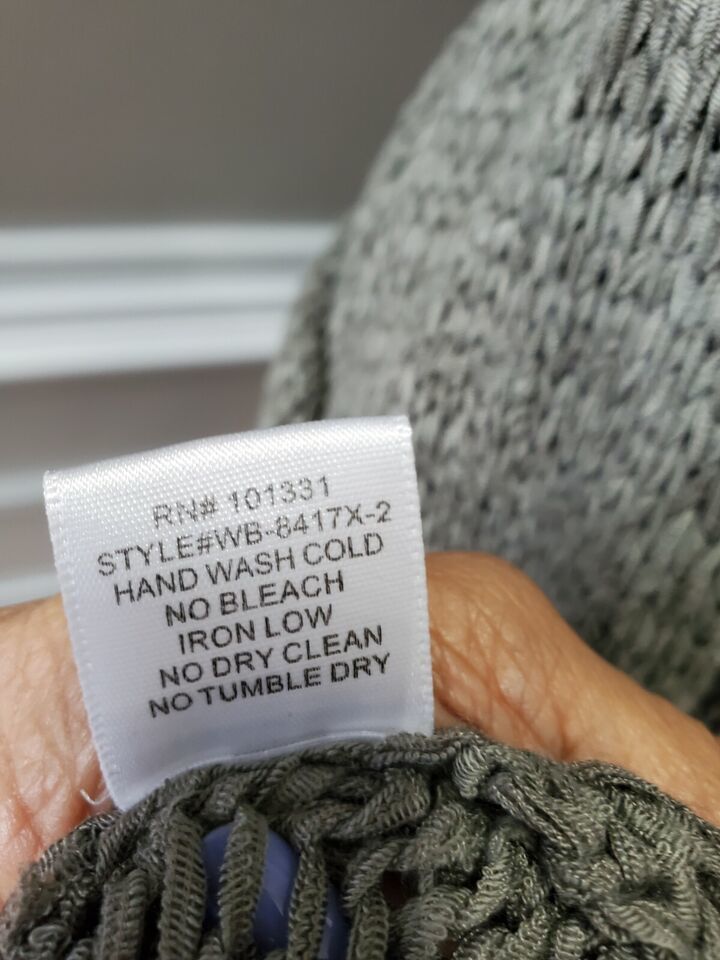 RN# 101331
STYLE#WB-8417X-2
HAND WASH COLD
NO BLEACH
IRON LOW
NO DRY CLEAN
NO TUMBLE DRY